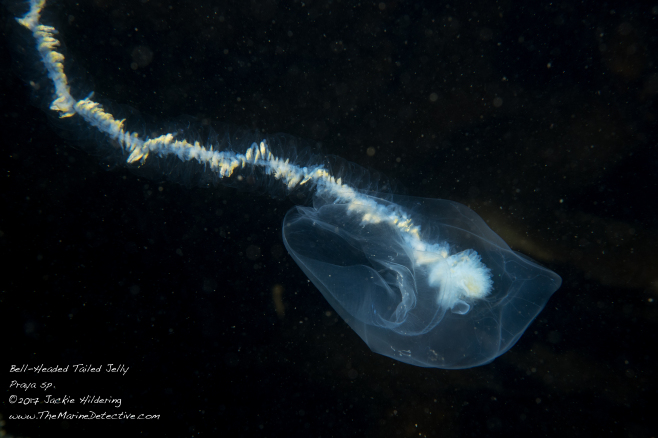 Bell-Headed Tailed Jelly
Praya sp.
©2017 Jackie Hildering
www.TheMarineDetective.com